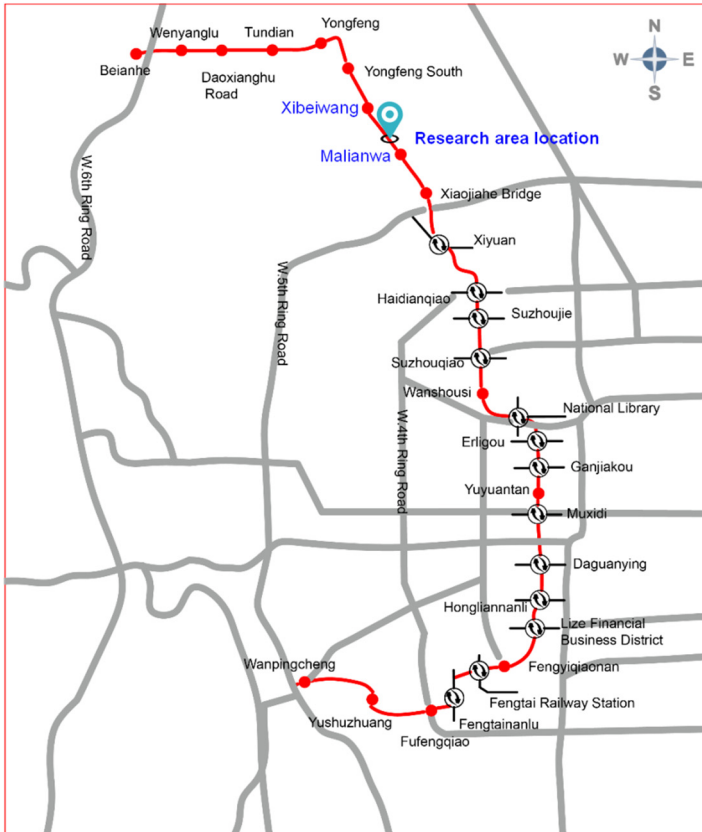 Yongfeng
Wenyanglu
Tundian
N
W
E
S
Beianhe
Daoxianghu
Road
Yongfeng South
Xibeiwang
Research area location
Malianwa
W.6th Ring Road
Xiaojiahe Bridge
Xiyuan
W.5th Ring Road
Haidianqiao
Suzhoujie
Suzhouqiao
Wanshousi
W.4th Ring Road
National Library
Erligou
Ganjiakou
Yuyuantan
Muxidi
Daguanying
Hongliannanli
Lize Financial
Business District
Wanpingcheng
Fengyiqiaonan
Fengtai Railway Station
Yushuzhuang
Fengtainanlu
Fufengqiao